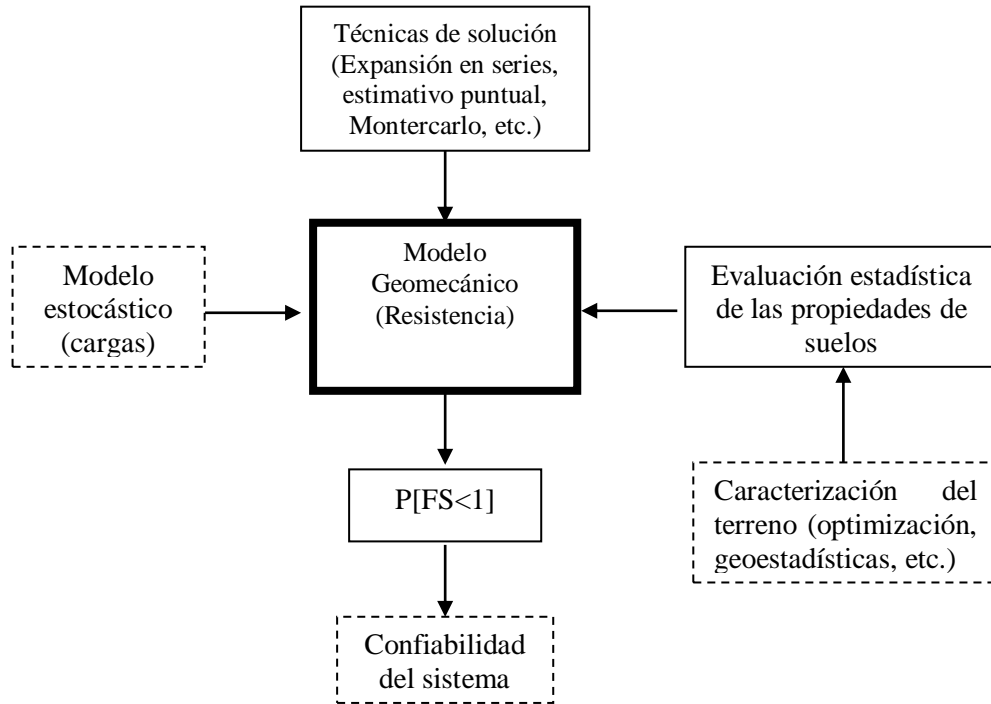 Técnicas de solución
(Expansión en series,
estimativo puntual,
Montercarlo, etc.)
Modelo
estocástico
(cargas)
Modelo
Geomecánico
(Resistencia)
Evaluación estadística
de las propiedades de
suelos
P[FS<1]
Caracterización del
terreno (optimización,
geoestadísticas, etc.)
Confiabilidad
del sistema